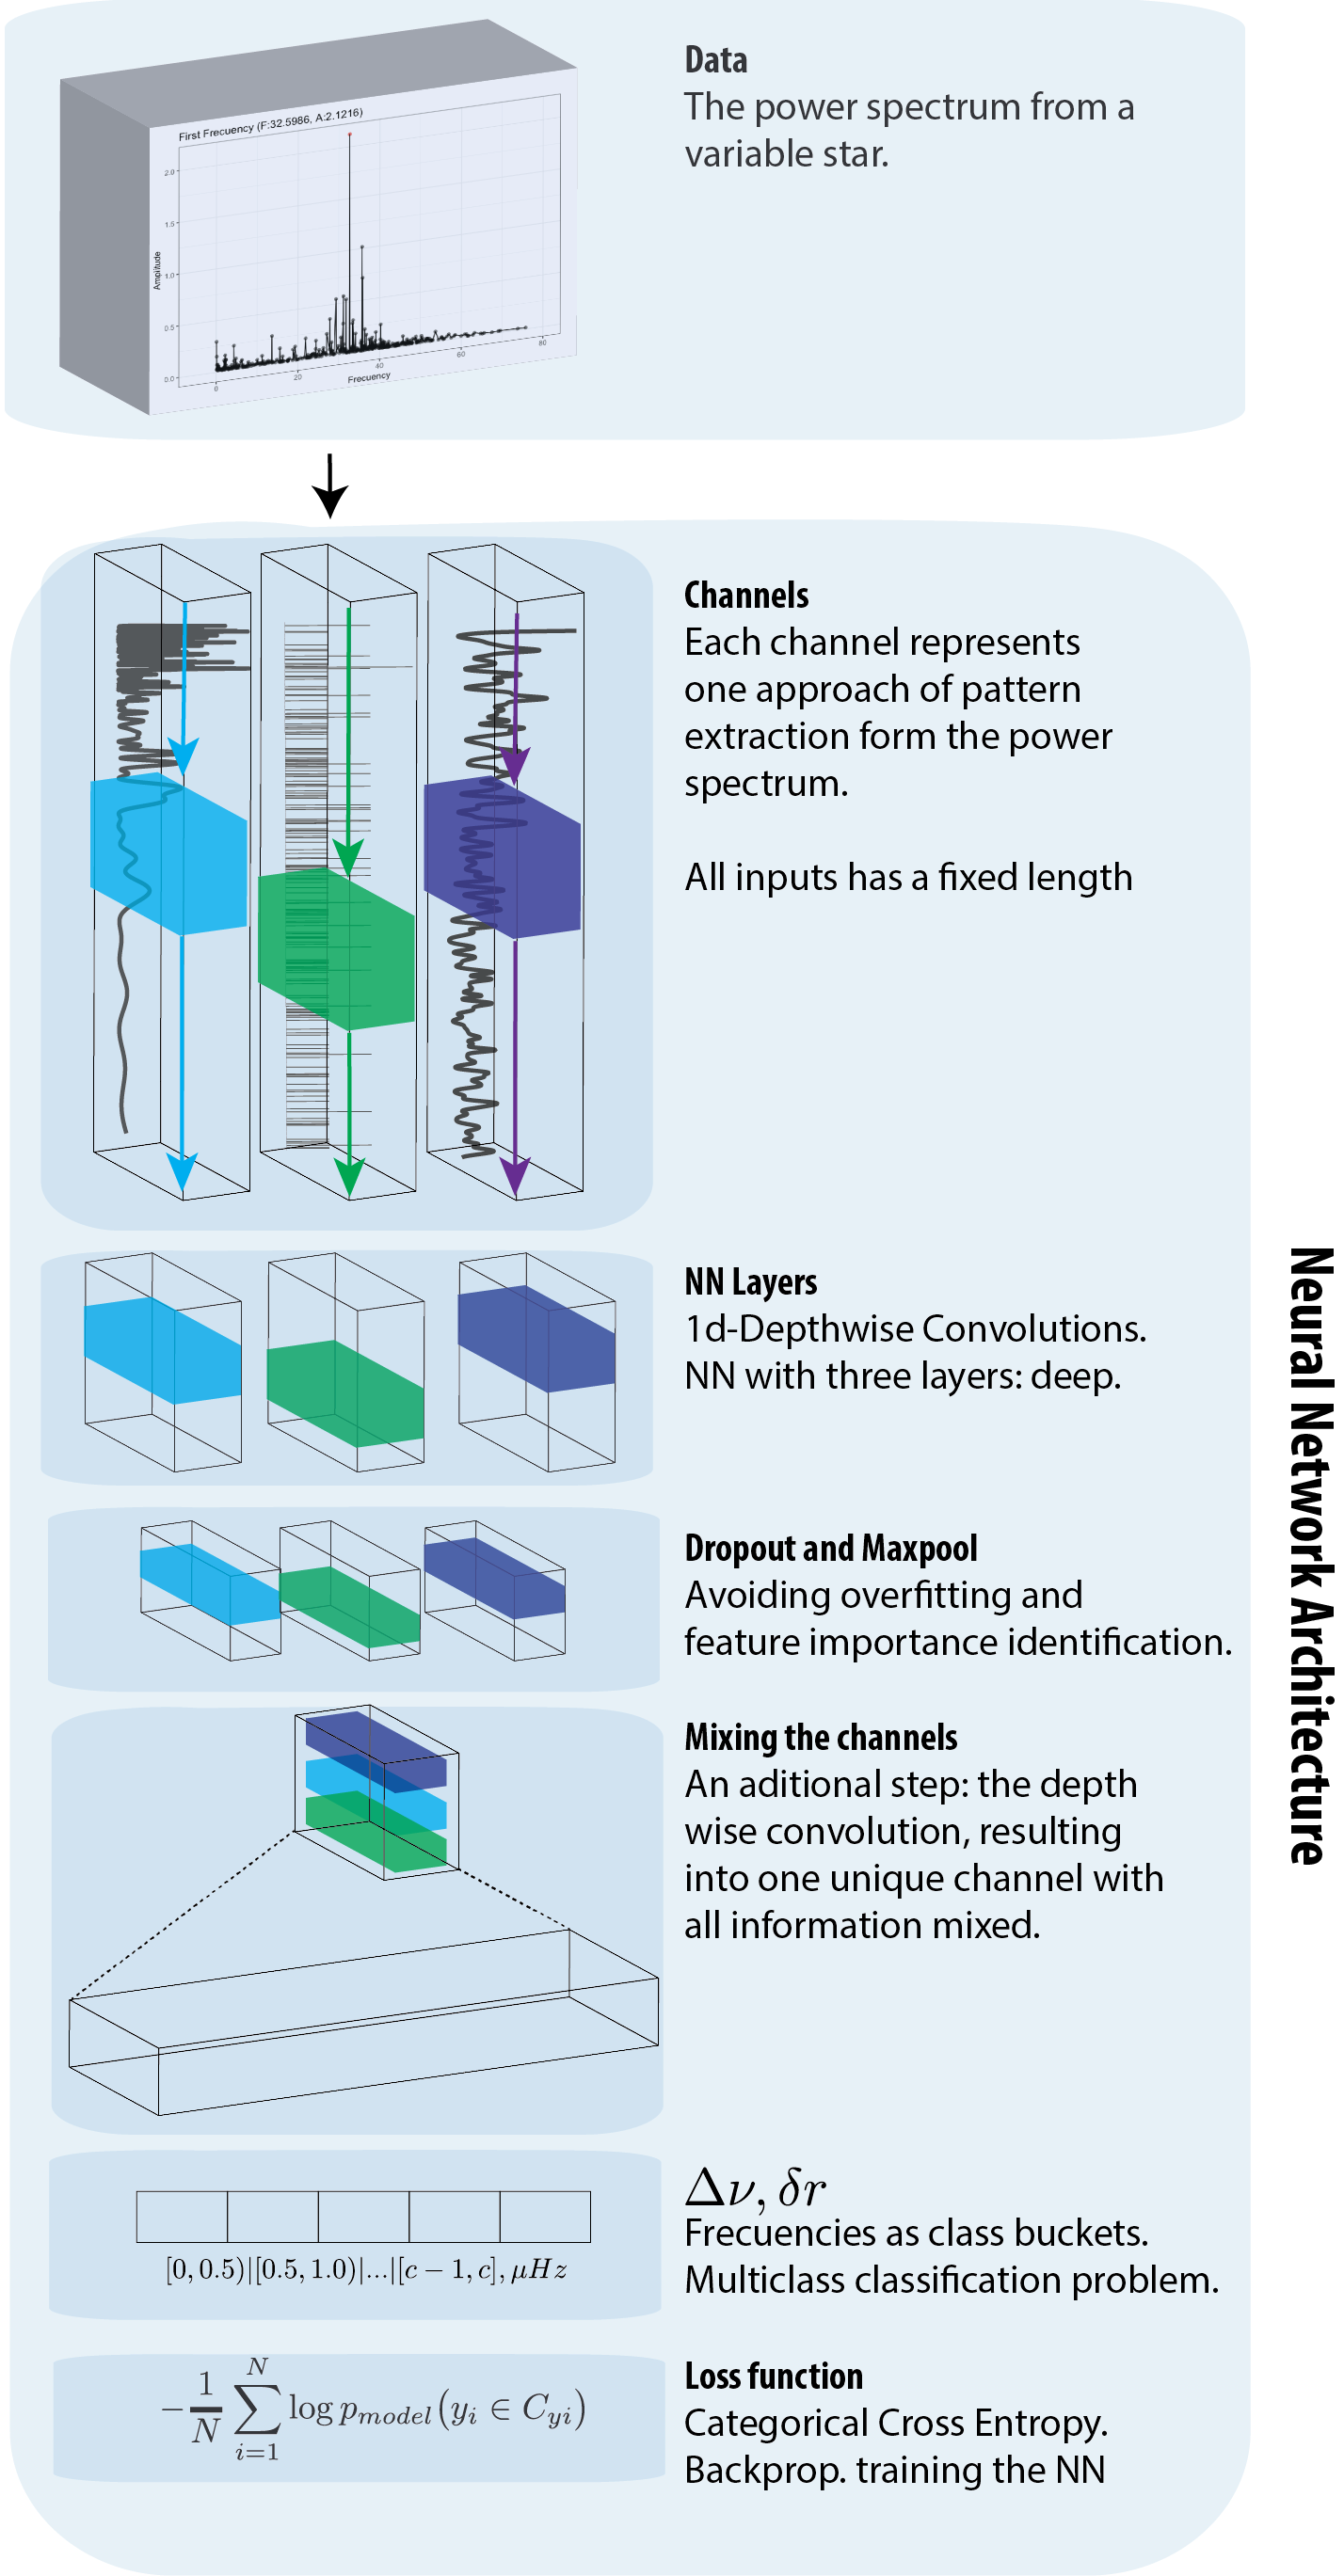 Data
The power spectrum from a
variable star.
First Frecuency (F:32.5986, A:2.1216)
2.0
1.5
1.0
0.5
0.0
Amplitude
0
20
40
60
80
Frecuency
Channels
Each channel represents
one approach of pattern
extraction form the power
spectrum.
All inputs has a fixed length
NN Layers
1d-Depthwise Convolutions.
NN with three layers: deep.
Dropout and Maxpool
Avoiding overfitting and
feature importance identification.
Mixing the channels
An aditional step: the depth
wise convolution, resulting
into one unique channel with
all information mixed.
Δν, δr
Frecuencies as class buckets.
Multiclass classification problem.
[0, 0.5)|[0.5, 1.0)|...|[c − 1, c], μHz
Loss function
Categorical Cross Entropy.
Backprop. training the NN
−\frac{1}{N} \sum_{i=1}^{N} log p_{model}(y_i ∈ C_{yi})
Neural Network Architecture